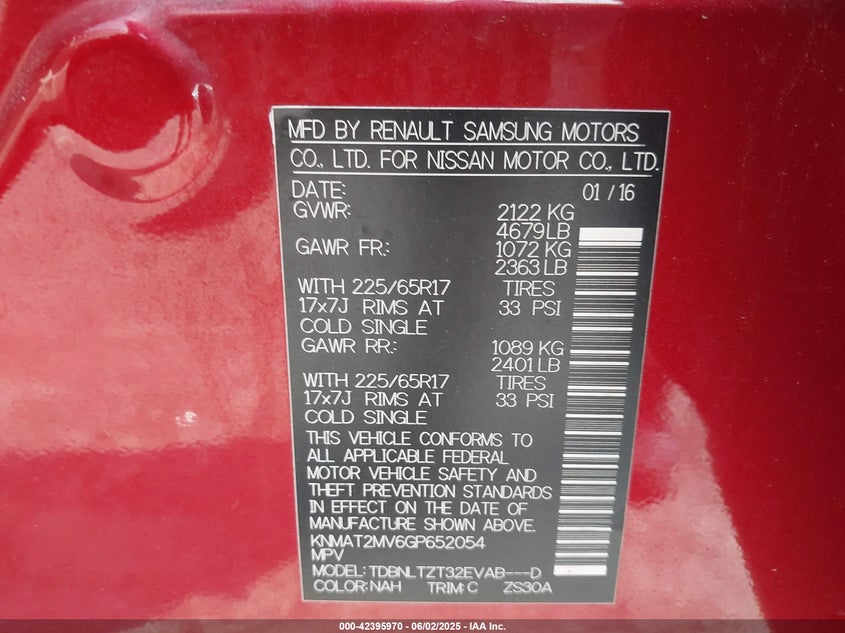 MFD BY RENAULT SAMSUNG MOTORS
CO., LTD. FOR NISSAN MOTOR CO., LTD.
DATE: 01 / 16
GVWR: 2122 KG
4679 LB
GAWR FR.: 1072 KG
2363 LB
WITH 225/65R17 TIRES
17x7J RIMS AT 33 PSI
COLD SINGLE
GAWR RR.: 1089 KG
2401 LB
WITH 225/65R17 TIRES
17x7J RIMS AT 33 PSI
COLD SINGLE
THIS VEHICLE CONFORMS TO
ALL APPLICABLE FEDERAL
MOTOR VEHICLE SAFETY AND
THEFT PREVENTION STANDARDS
IN EFFECT ON THE DATE OF
MANUFACTURE SHOWN ABOVE.
KNMAT2MV6GP652054
MPV
MODEL: TDBNLTZT32EVAB---D
COLOR: NAH TRIM: C ZS30A
000-42395970 - 06/02/2025 - IAA Inc.